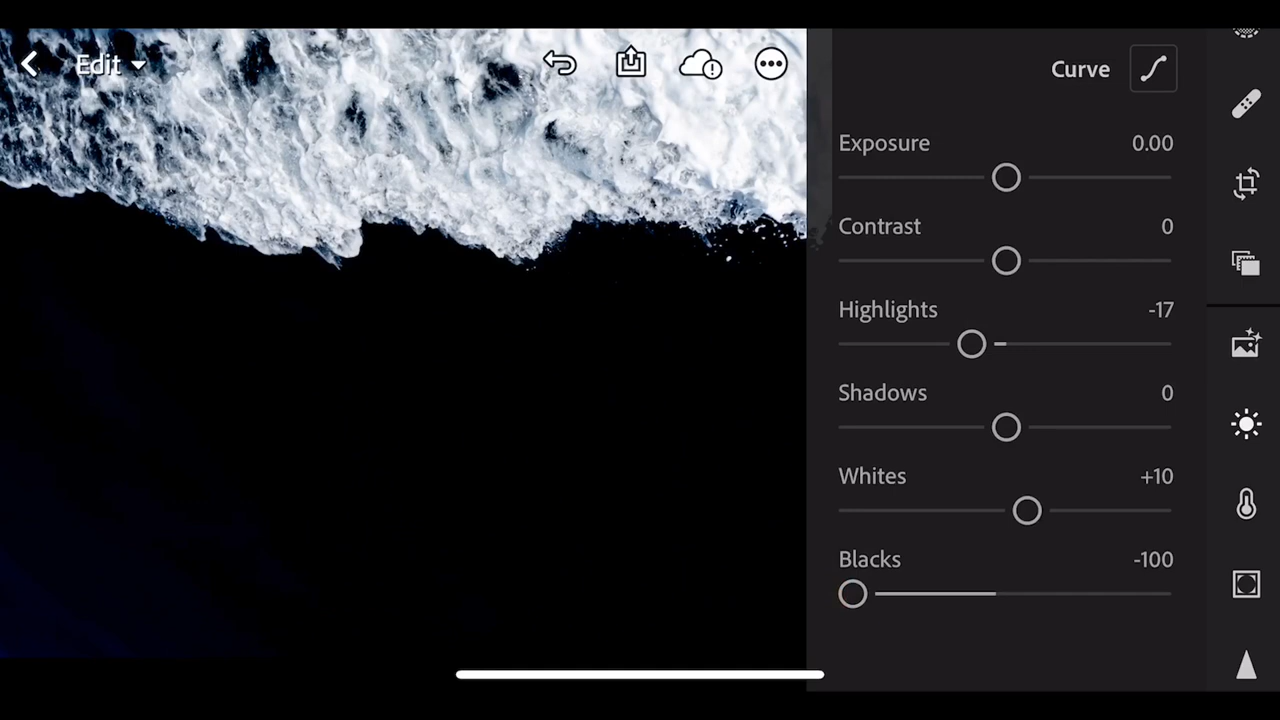 Edit
Curve
Exposure 0.00
Contrast 0
Highlights -17
Shadows 0
Whites +10
Blacks -100